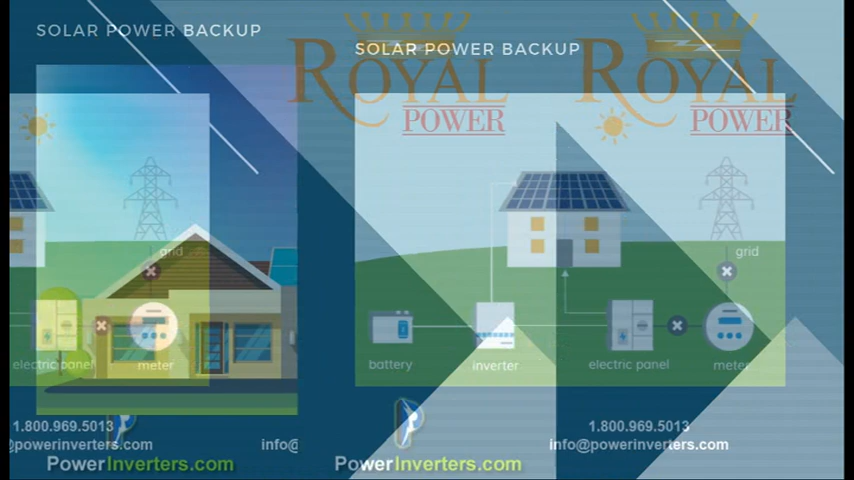 SOLAR POWER BACKUP
SOLAR POWER BACKUP
ROYAL
POWER
ROYAL
POWER
grid
grid
electric panel
meter
battery
inverter
electric panel
meter
1.800.969.5013
@powerinverters.com
info@
PowerInverters.com
1.800.969.5013
info@powerinverters.com
PowerInverters.com